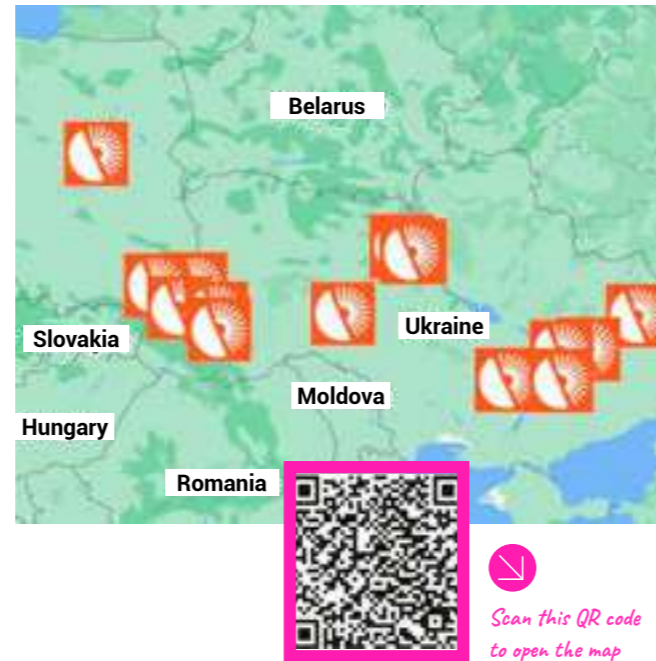 Belarus
Ukraine
Slovakia
Moldova
Hungary
Romania
Scan this QR code
to open the map